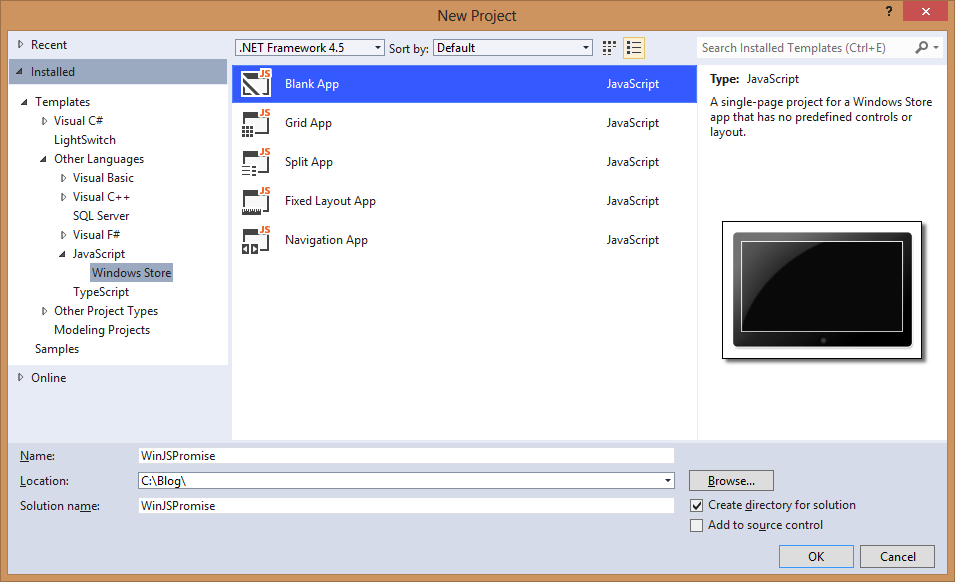 New Project
?
Recent
Installed
Templates
Visual C#
LightSwitch
Other Languages
Visual Basic
Visual C++
SQL Server
Visual F#
JavaScript
Windows Store
TypeScript
Other Project Types
Modeling Projects
Samples
Online
.NET Framework 4.5
Sort by:
Default
JS
Blank App
JavaScript
JS
Grid App
JavaScript
JS
Split App
JavaScript
JS
Fixed Layout App
JavaScript
JS
Navigation App
JavaScript
Search Installed Templates (Ctrl+E)
Type: JavaScript
A single-page project for a Windows Store
app that has no predefined controls or
layout.
Name:
WinJSPromise
Location:
C:\Blog\
Browse...
Solution name:
WinJSPromise
Create directory for solution
Add to source control
OK
Cancel